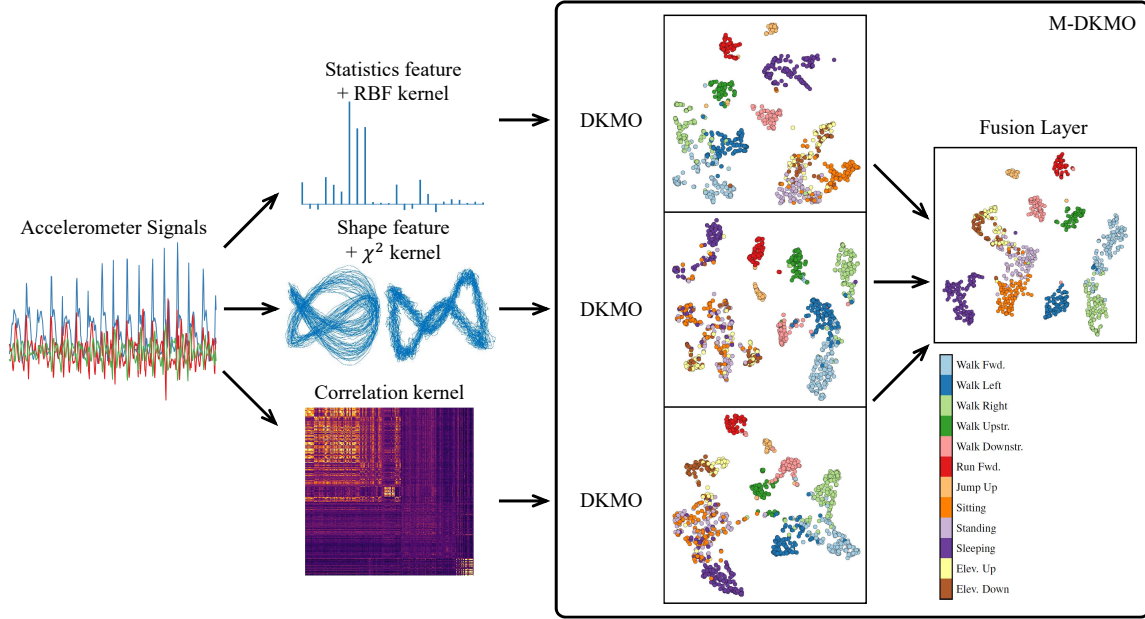 M-DKMO
Statistics feature
+ RBF kernel
DKMO
Fusion Layer
Accelerometer Signals
Shape feature
+ χ² kernel
DKMO
Correlation kernel
DKMO
Walk Fwd.
Walk Left
Walk Right
Walk Upstr.
Walk Downstr.
Run Fwd.
Jump Up
Sitting
Standing
Sleeping
Elev. Up
Elev. Down